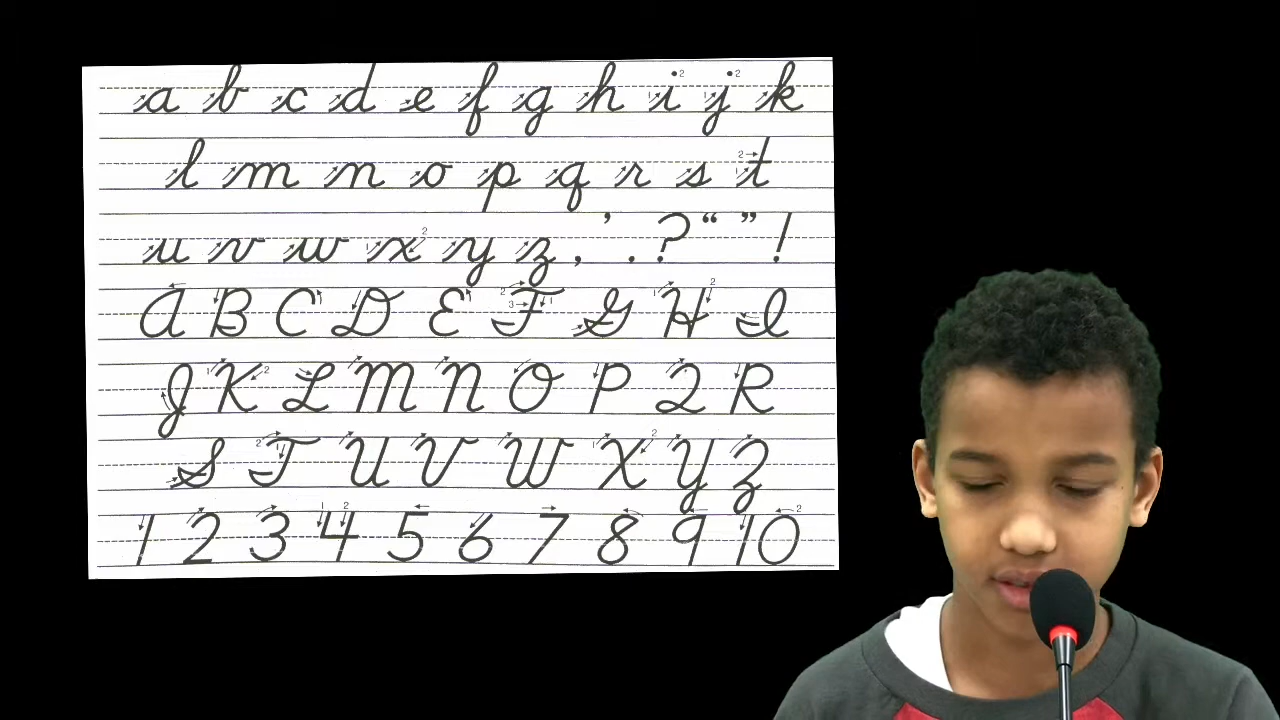 a b c d e f g h i j k
l m n o p q r s t
u v w x y z , ' . ? “ ” !
A B C D E F G H I
J K L M N O P Q R
S T U V W X Y Z
1 2 3 4 5 6 7 8 9 10